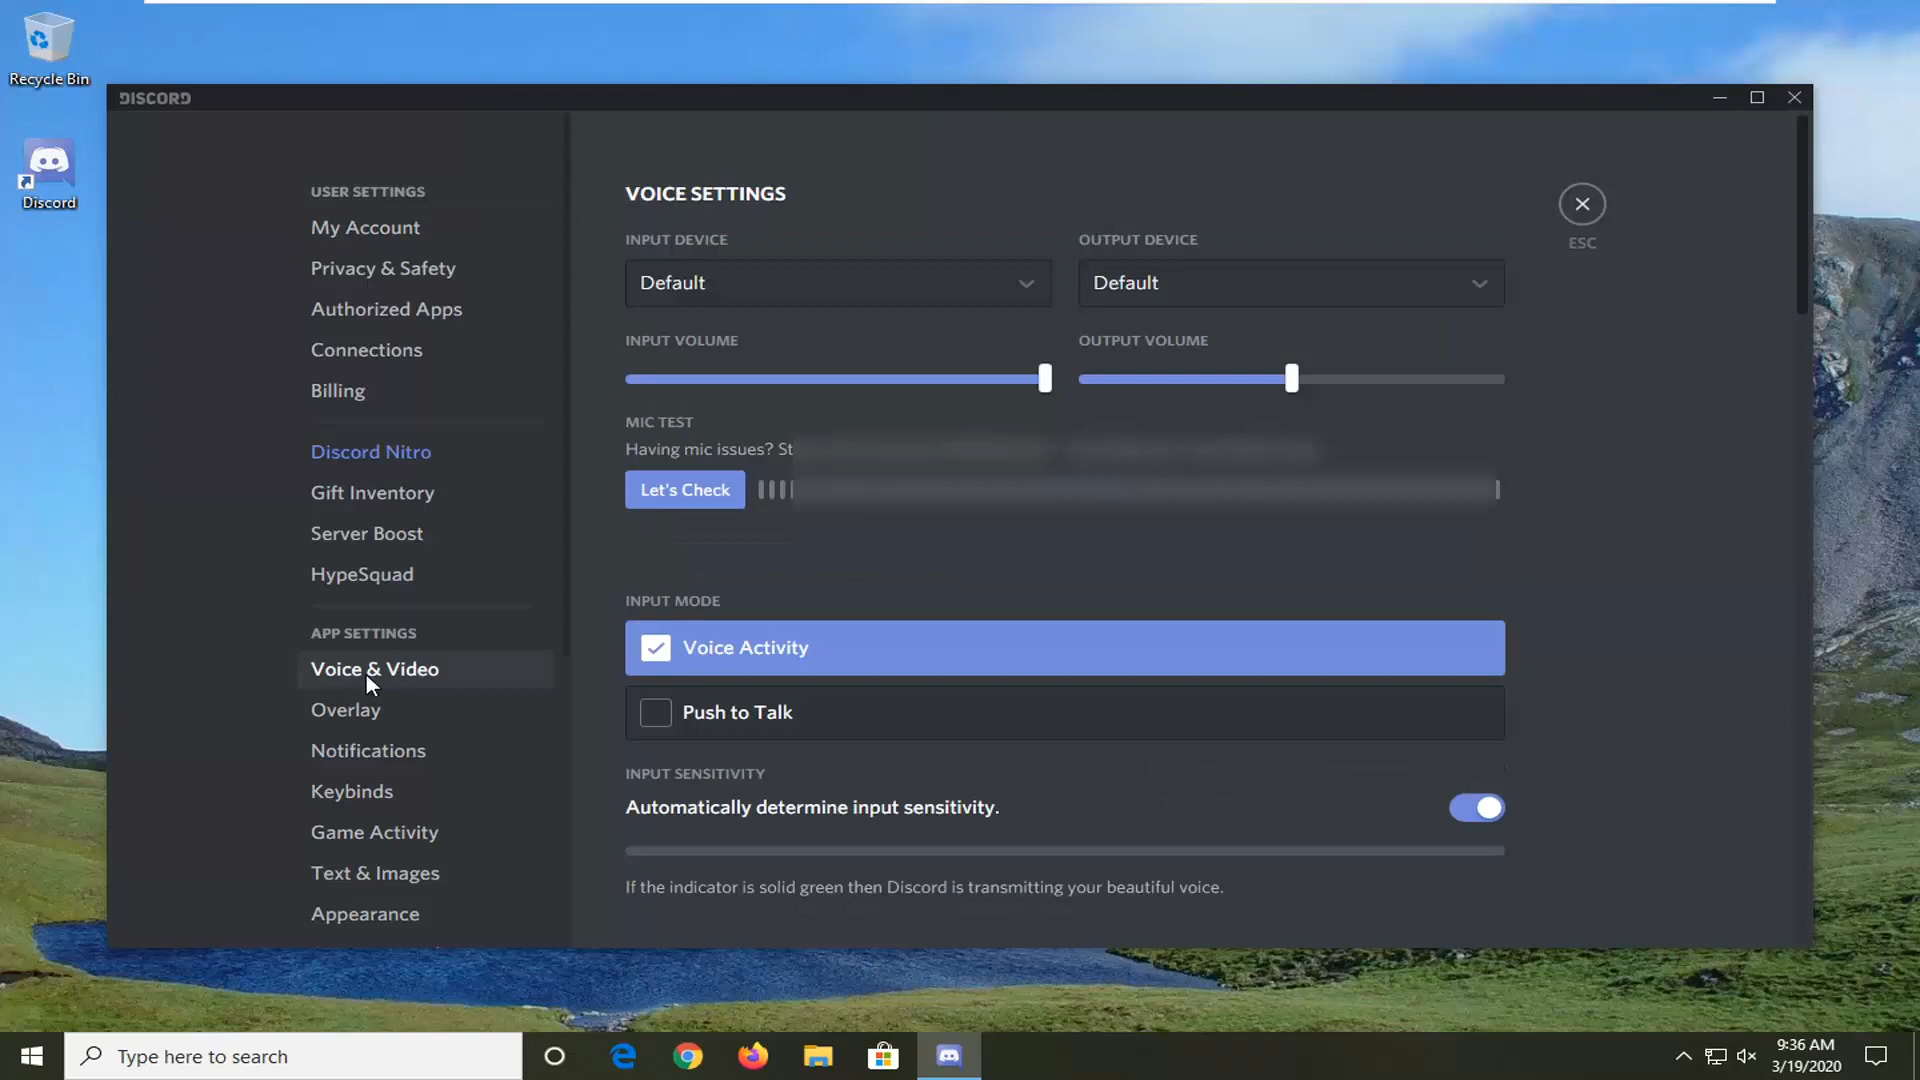 Recycle Bin
Discord
DISCORD
USER SETTINGS
My Account
Privacy & Safety
Authorized Apps
Connections
Billing
Discord Nitro
Gift Inventory
Server Boost
HypeSquad
APP SETTINGS
Voice & Video
Overlay
Notifications
Keybinds
Game Activity
Text & Images
Appearance
VOICE SETTINGS
ESC
INPUT DEVICE
Default
OUTPUT DEVICE
Default
INPUT VOLUME
OUTPUT VOLUME
MIC TEST
Having mic issues? St
Let's Check
INPUT MODE
Voice Activity
Push to Talk
INPUT SENSITIVITY
Automatically determine input sensitivity.
If the indicator is solid green then Discord is transmitting your beautiful voice.
Type here to search
9:36 AM
3/19/2020